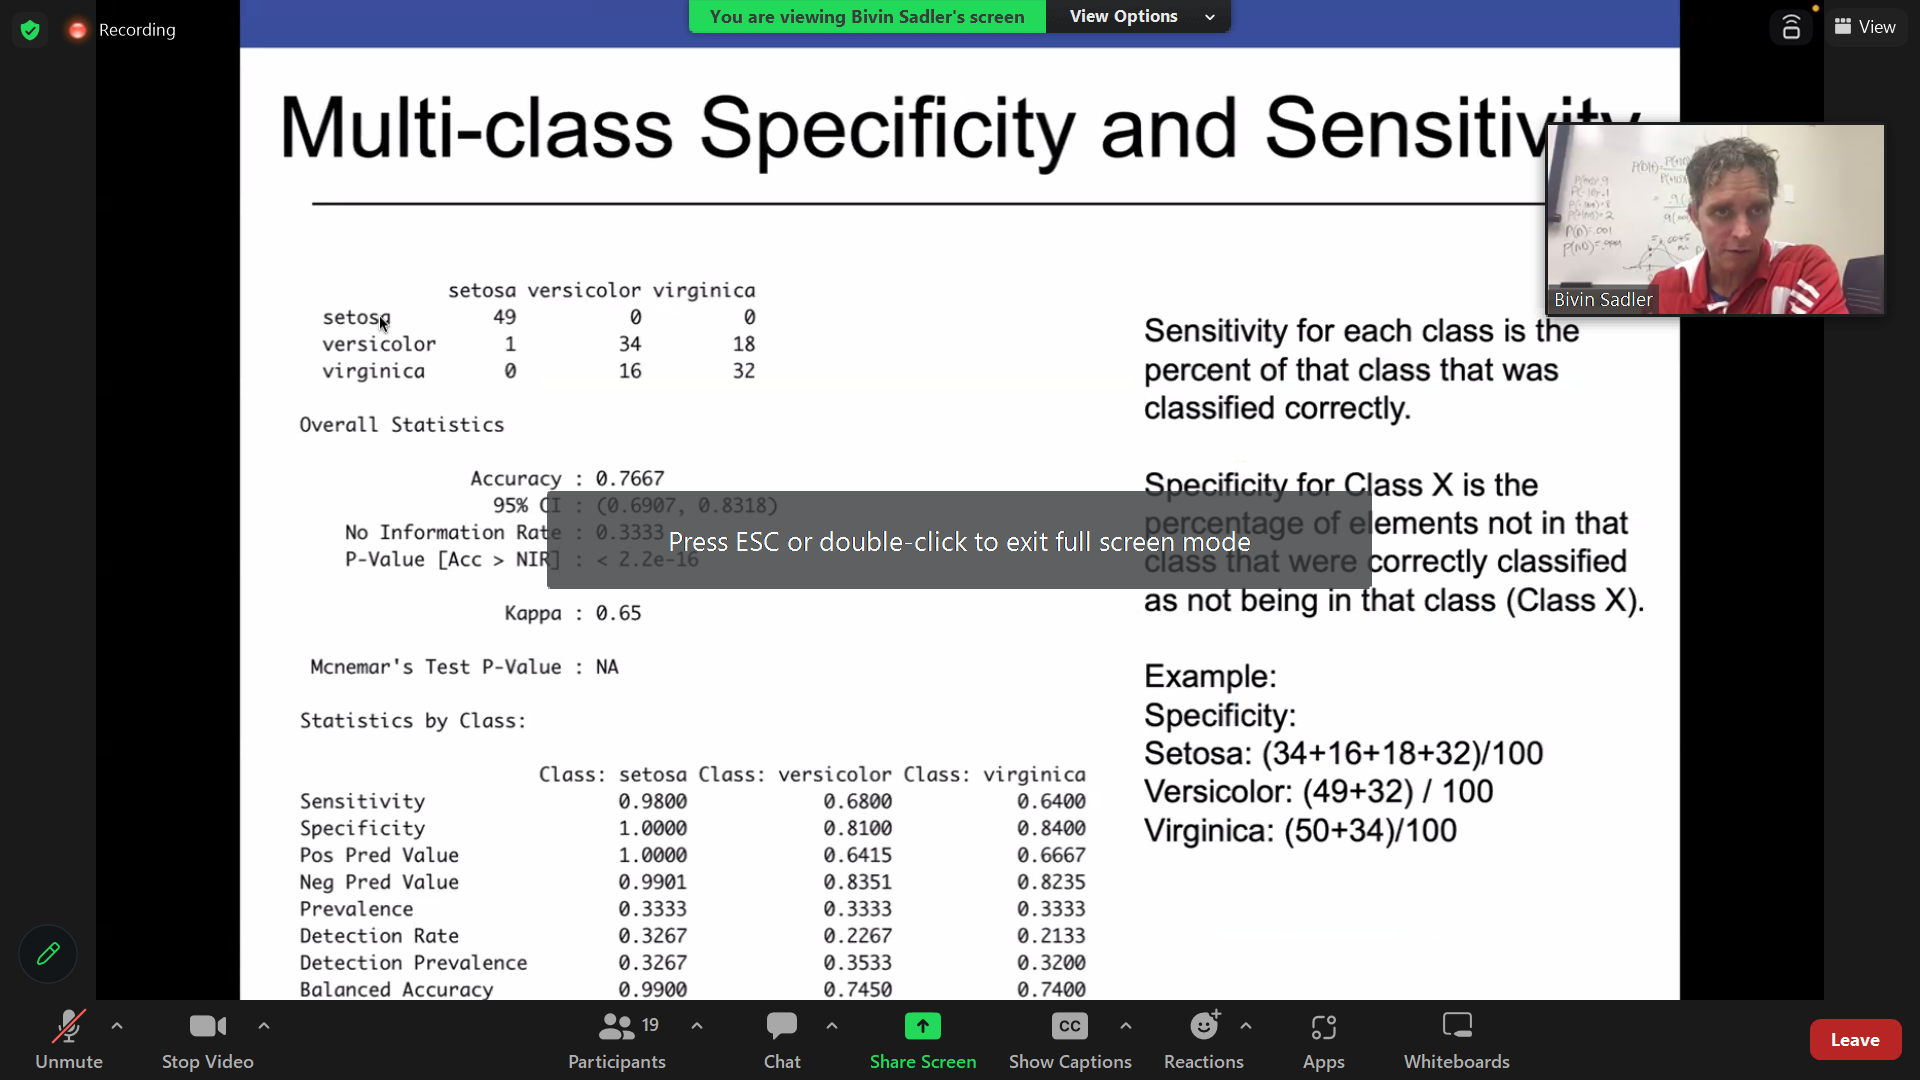 You are viewing Bivin Sadler's screen
View Options
Recording
View
Multi-class Specificity and Sensitivity
Bivin Sadler
setosa versicolor virginica
setosa 49 0 0
versicolor 1 34 18
virginica 0 16 32
Overall Statistics
Accuracy : 0.7667
95% CI : (0.6907, 0.8318)
No Information Rate : 0.3333
P-Value [Acc > NIR] : < 2.2e-16
Kappa : 0.65
Mcnemar's Test P-Value : NA
Statistics by Class:
Class: setosa Class: versicolor Class: virginica
Sensitivity 0.9800 0.6800 0.6400
Specificity 1.0000 0.8100 0.8400
Pos Pred Value 1.0000 0.6415 0.6667
Neg Pred Value 0.9901 0.8351 0.8235
Prevalence 0.3333 0.3333 0.3333
Detection Rate 0.3267 0.2267 0.2133
Detection Prevalence 0.3267 0.3533 0.3200
Balanced Accuracy 0.9900 0.7450 0.7400
Sensitivity for each class is the
percent of that class that was
classified correctly.
Specificity for Class X is the
percentage of elements not in that
class that were correctly classified
as not being in that class (Class X).
Example:
Specificity:
Setosa: (34+16+18+32)/100
Versicolor: (49+32) / 100
Virginica: (50+34)/100
Press ESC or double-click to exit full screen mode
Unmute
Stop Video
19
Participants
Chat
Share Screen
CC
Show Captions
Reactions
Apps
Whiteboards
Leave